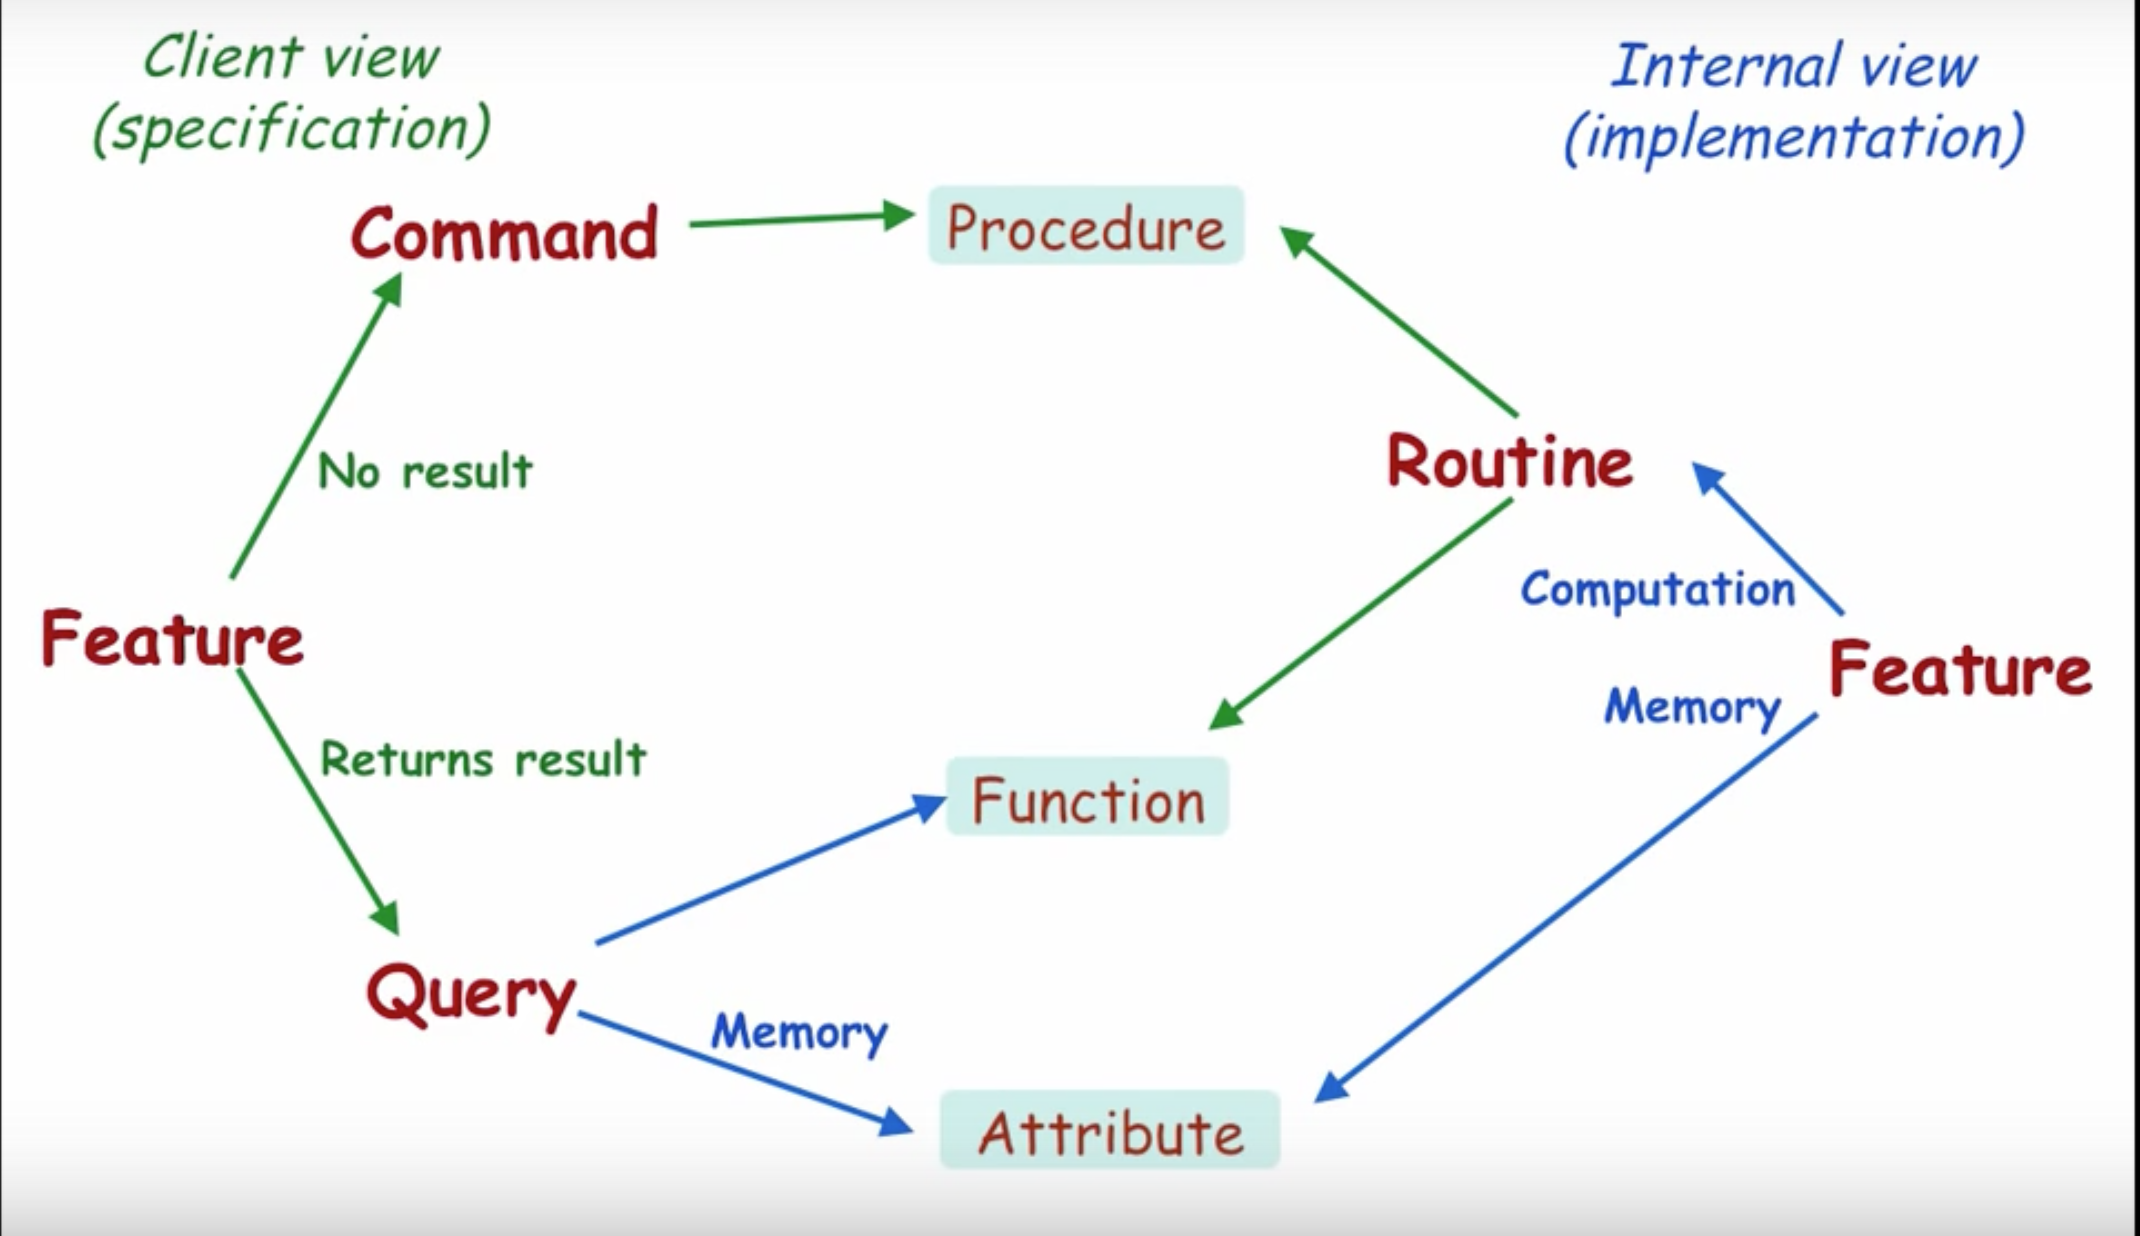 Client view
(specification)
Internal view
(implementation)
Command
Procedure
No result
Routine
Computation
Feature
Feature
Memory
Returns result
Function
Query
Memory
Attribute